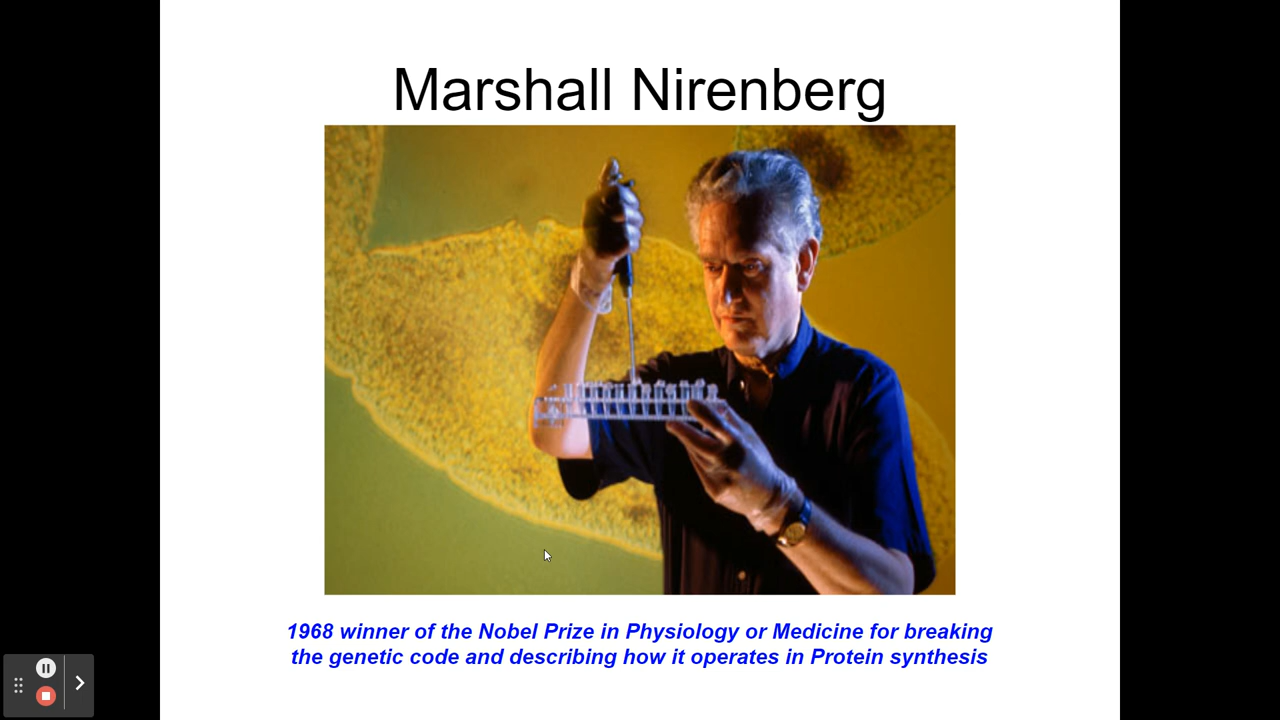 Marshall Nirenberg
1968 winner of the Nobel Prize in Physiology or Medicine for breaking
the genetic code and describing how it operates in Protein synthesis